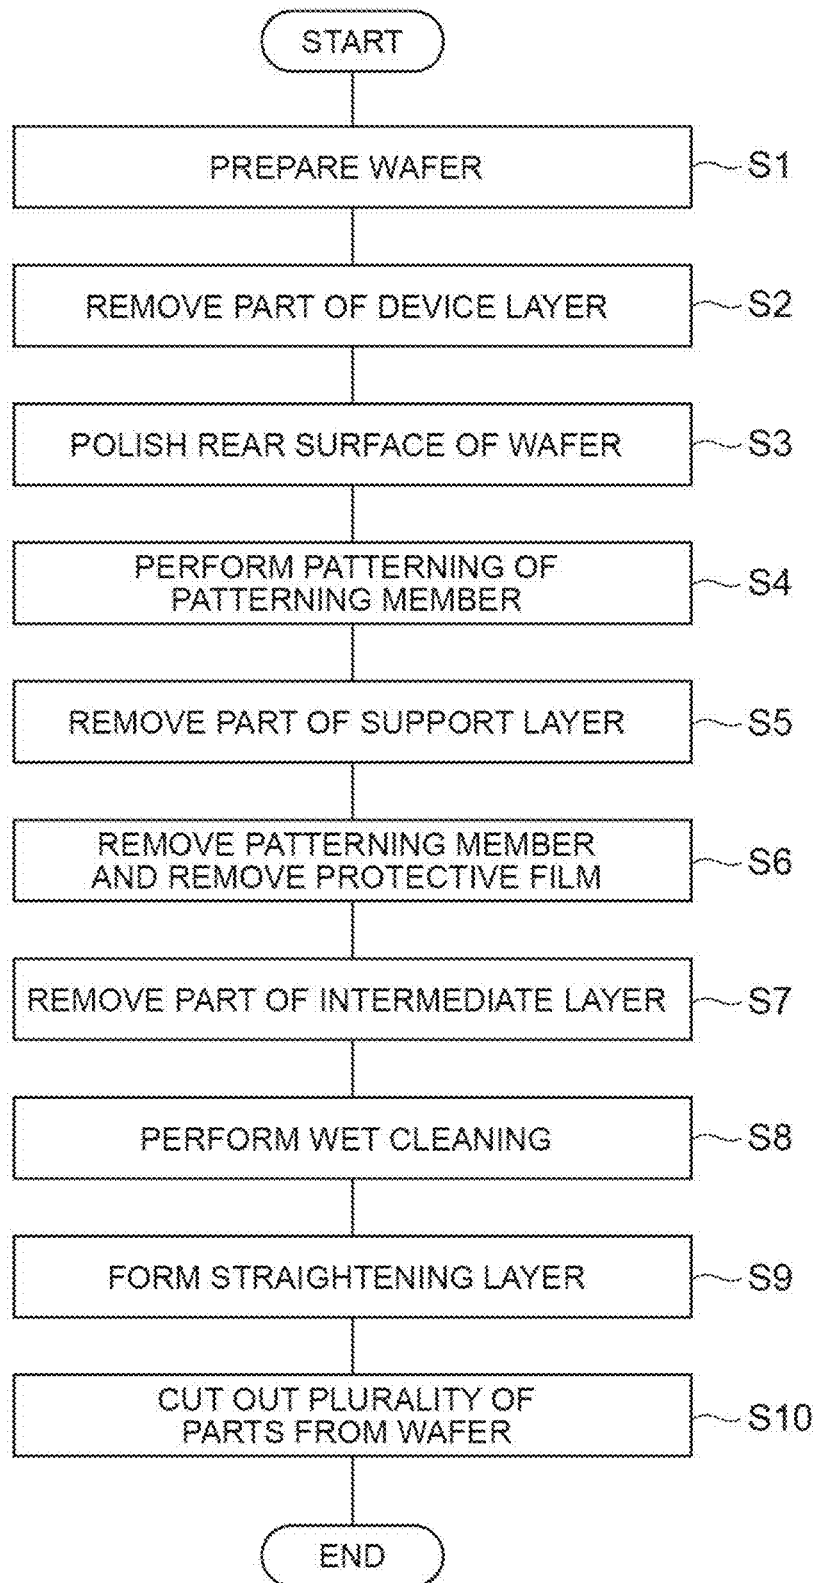 START
PREPARE WAFER
S1
REMOVE PART OF DEVICE LAYER
S2
POLISH REAR SURFACE OF WAFER
S3
PERFORM PATTERNING OF
PATTERNING MEMBER
S4
REMOVE PART OF SUPPORT LAYER
S5
REMOVE PATTERNING MEMBER
AND REMOVE PROTECTIVE FILM
S6
REMOVE PART OF INTERMEDIATE LAYER
S7
PERFORM WET CLEANING
S8
FORM STRAIGHTENING LAYER
S9
CUT OUT PLURALITY OF
PARTS FROM WAFER
S10
END